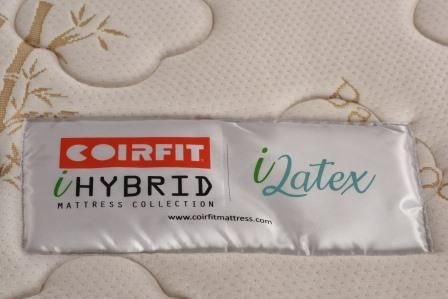 COIRFIT
iHYBRID
MATTRESS COLLECTION
iLatex
www.coirfitmattress.com